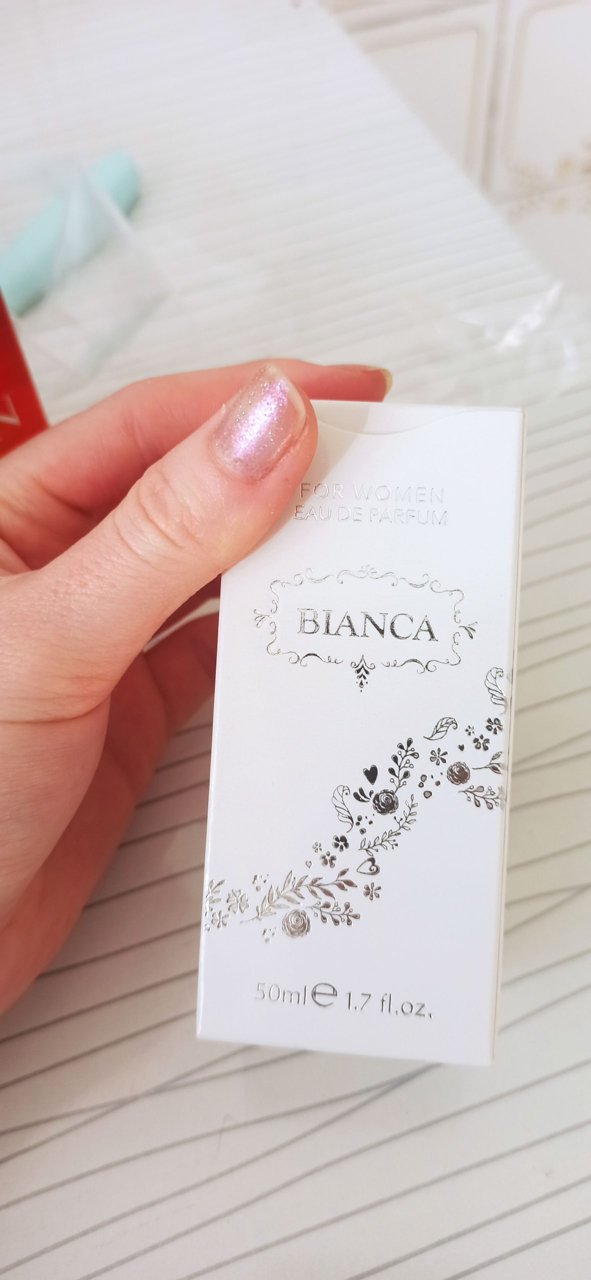 FOR WOMEN
EAU DE PARFUM
BIANCA
50ml ℮ 1.7 fl.oz.